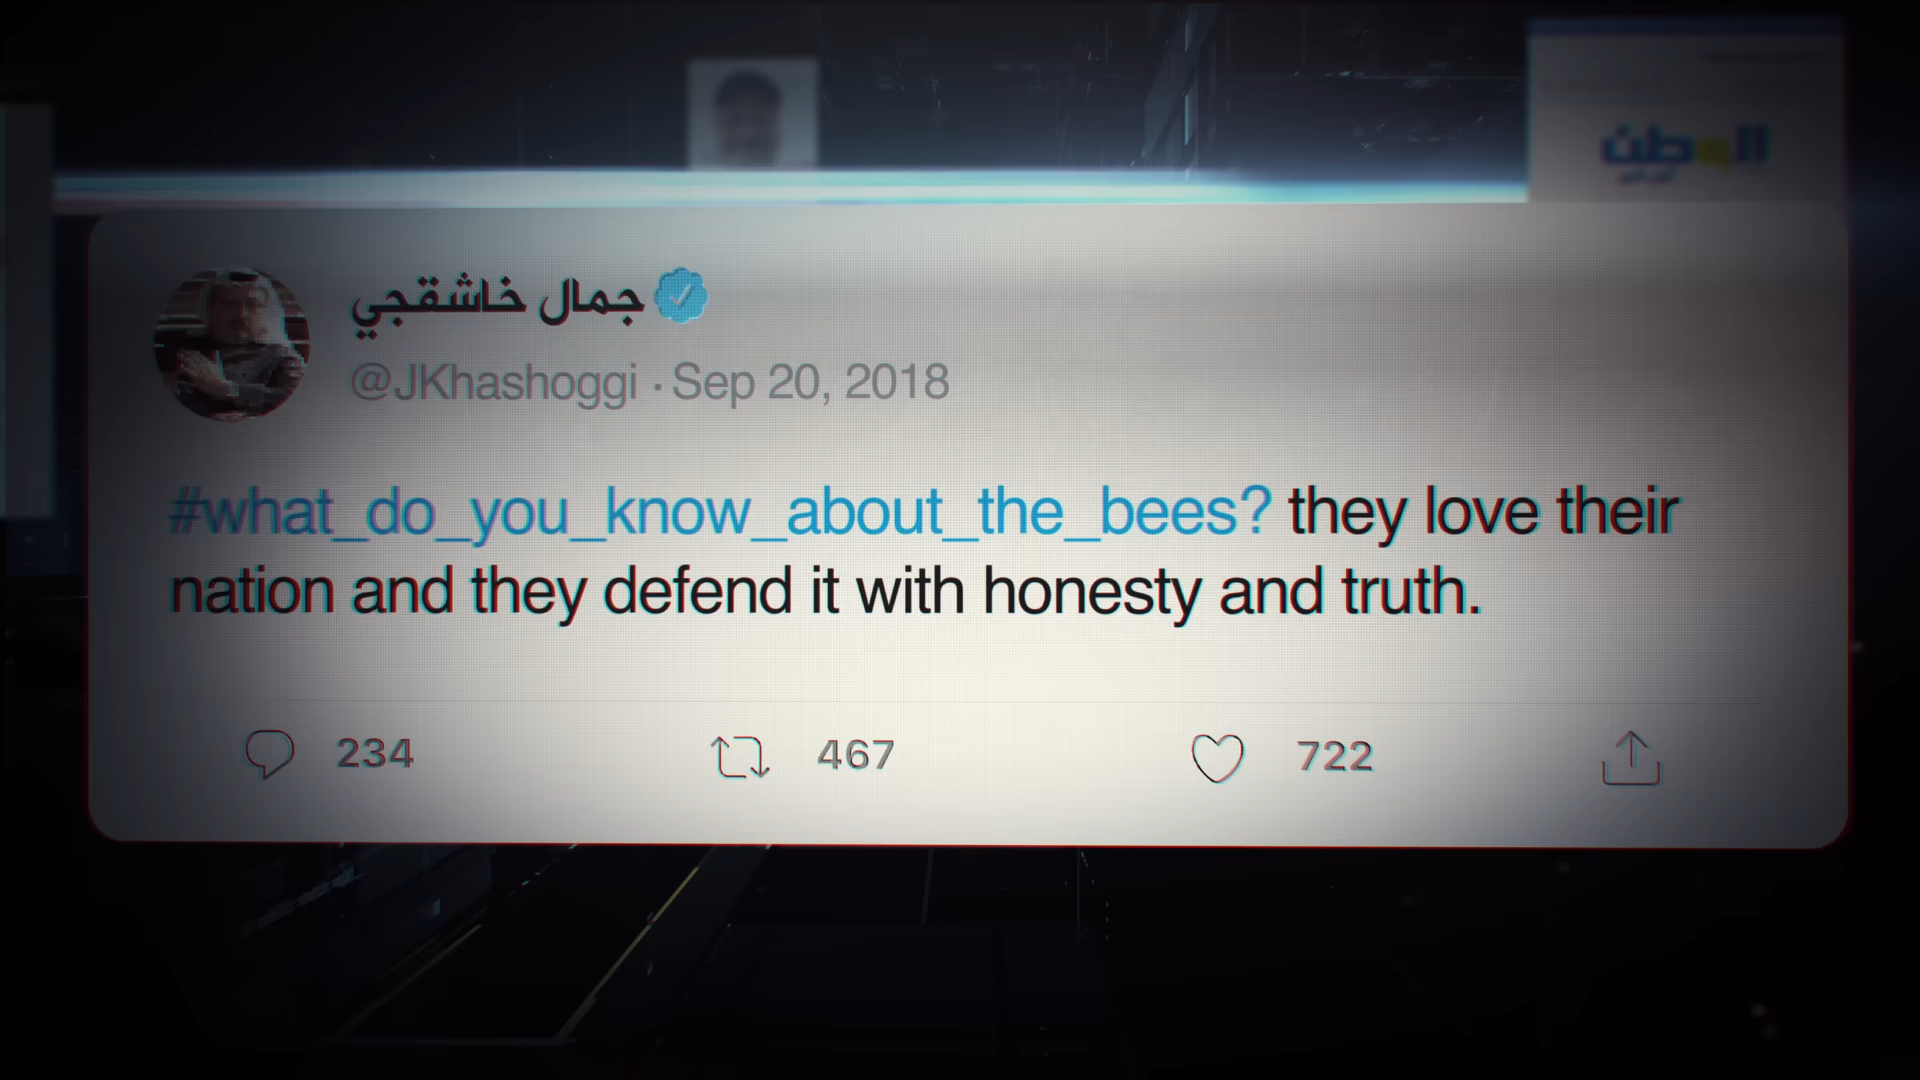 الوطن
جمال خاشقجي
@JKhashoggi · Sep 20, 2018
#what_do_you_know_about_the_bees? they love their
nation and they defend it with honesty and truth.
234 467 722